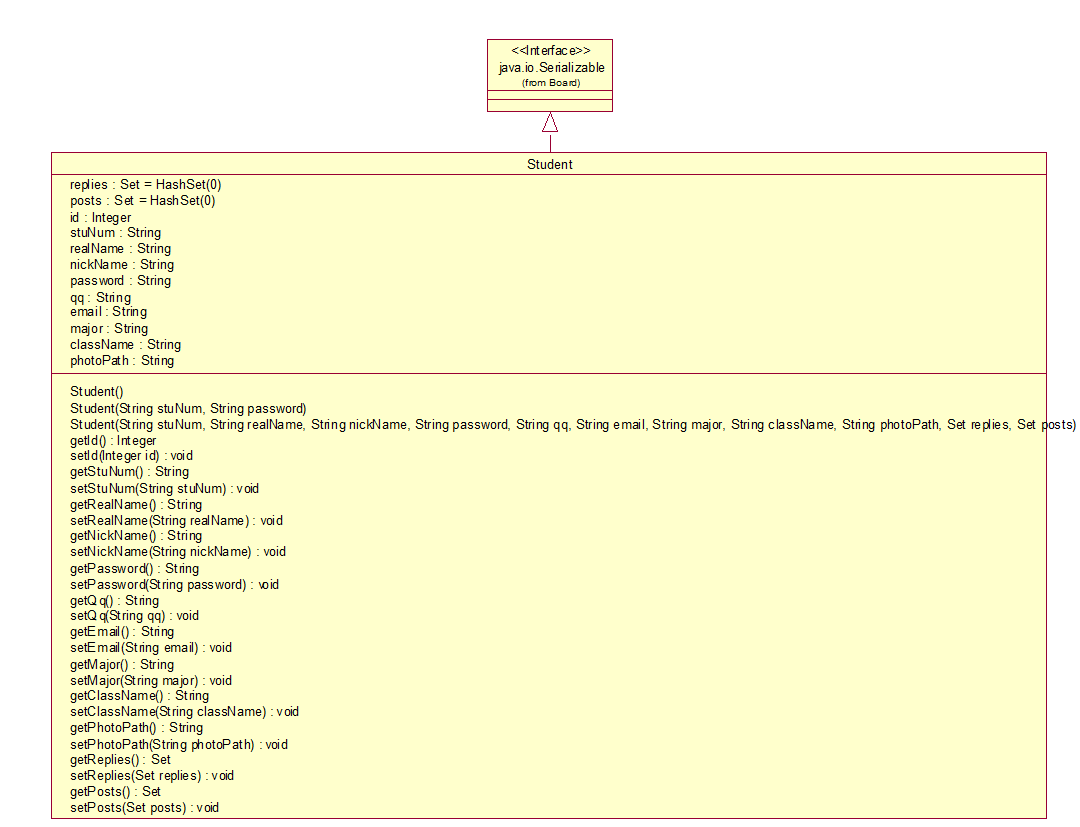 <<Interface>>
java.io.Serializable
(from Board)
Student
replies : Set = HashSet(0)
posts : Set = HashSet(0)
id : Integer
stuNum : String
realName : String
nickName : String
password : String
qq : String
email : String
major : String
className : String
photoPath : String
Student()
Student(String stuNum, String password)
Student(String stuNum, String realName, String nickName, String password, String qq, String email, String major, String className, String photoPath, Set replies, Set posts)
getId() : Integer
setId(Integer id) : void
getStuNum() : String
setStuNum(String stuNum) : void
getRealName() : String
setRealName(String realName) : void
getNickName() : String
setNickName(String nickName) : void
getPassword() : String
setPassword(String password) : void
getQq() : String
setQq(String qq) : void
getEmail() : String
setEmail(String email) : void
getMajor() : String
setMajor(String major) : void
getClassName() : String
setClassName(String className) : void
getPhotoPath() : String
setPhotoPath(String photoPath) : void
getReplies() : Set
setReplies(Set replies) : void
getPosts() : Set
setPosts(Set posts) : void